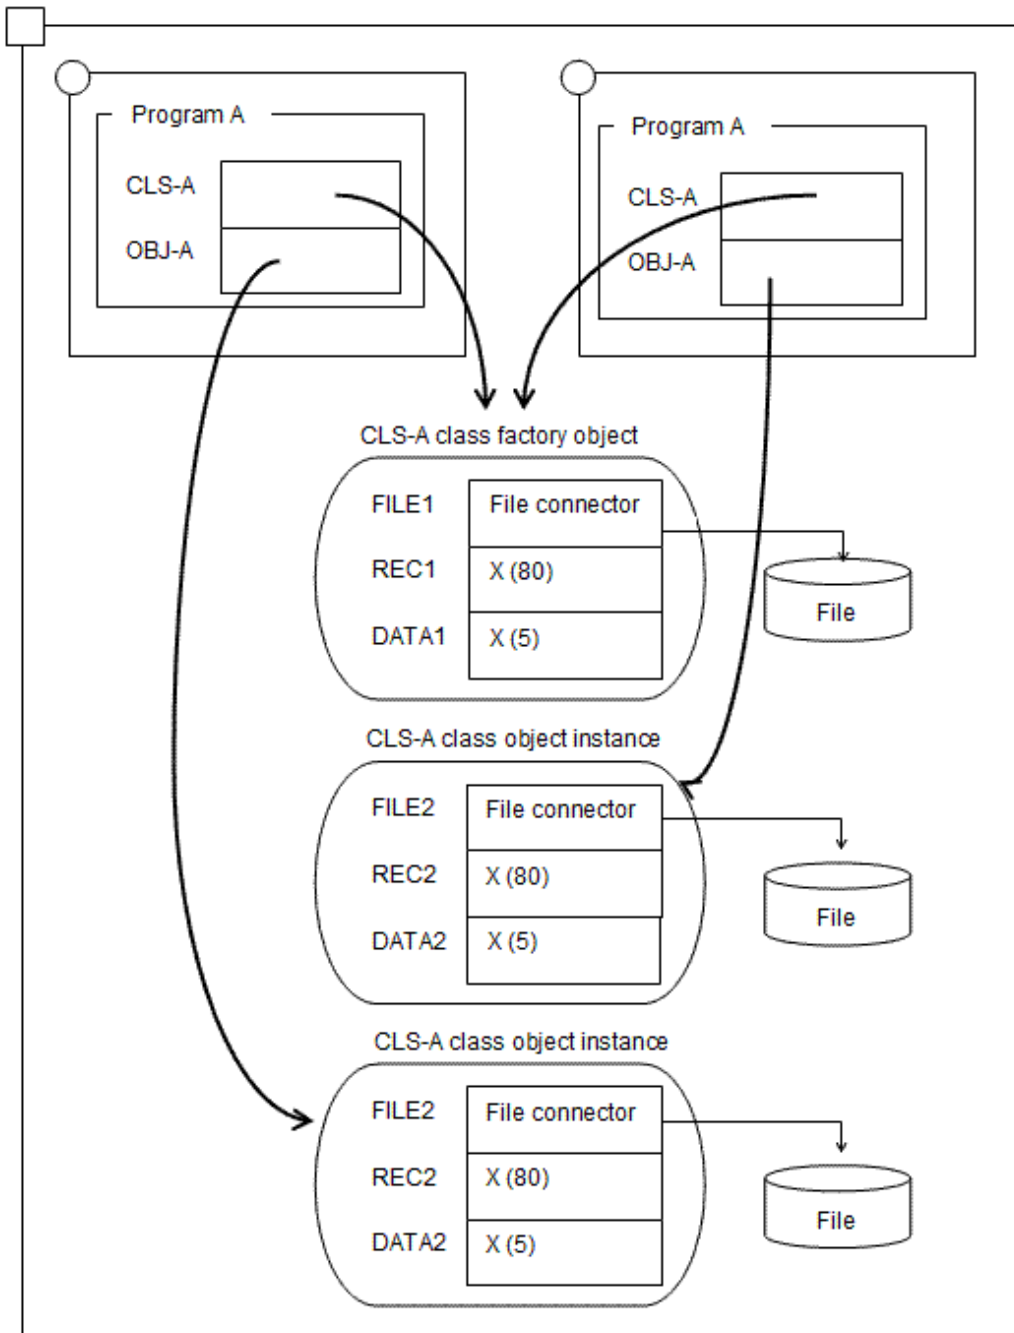 Program A
CLS-A
OBJ-A
Program A
CLS-A
OBJ-A
CLS-A class factory object
FILE1 File connector
REC1 X (80)
DATA1 X (5)
File
CLS-A class object instance
FILE2 File connector
REC2 X (80)
DATA2 X (5)
File
CLS-A class object instance
FILE2 File connector
REC2 X (80)
DATA2 X (5)
File